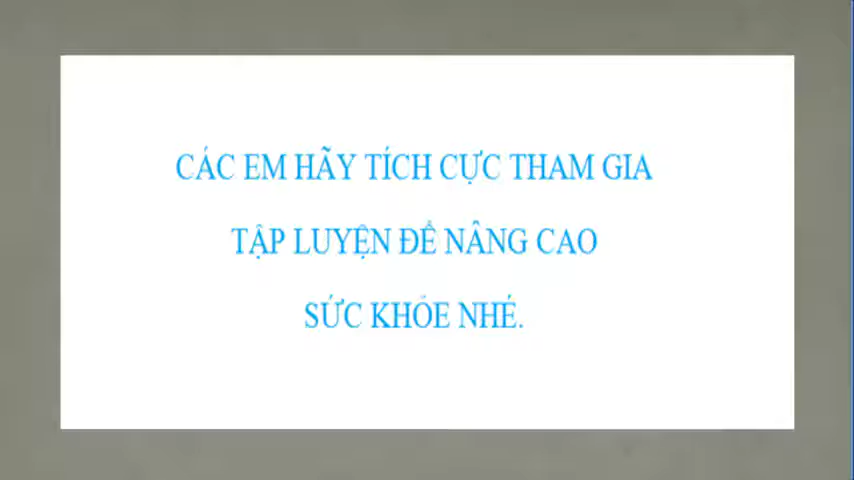 CÁC EM HÃY TÍCH CỰC THAM GIA
TẬP LUYỆN ĐỂ NÂNG CAO
SỨC KHỎE NHÉ.